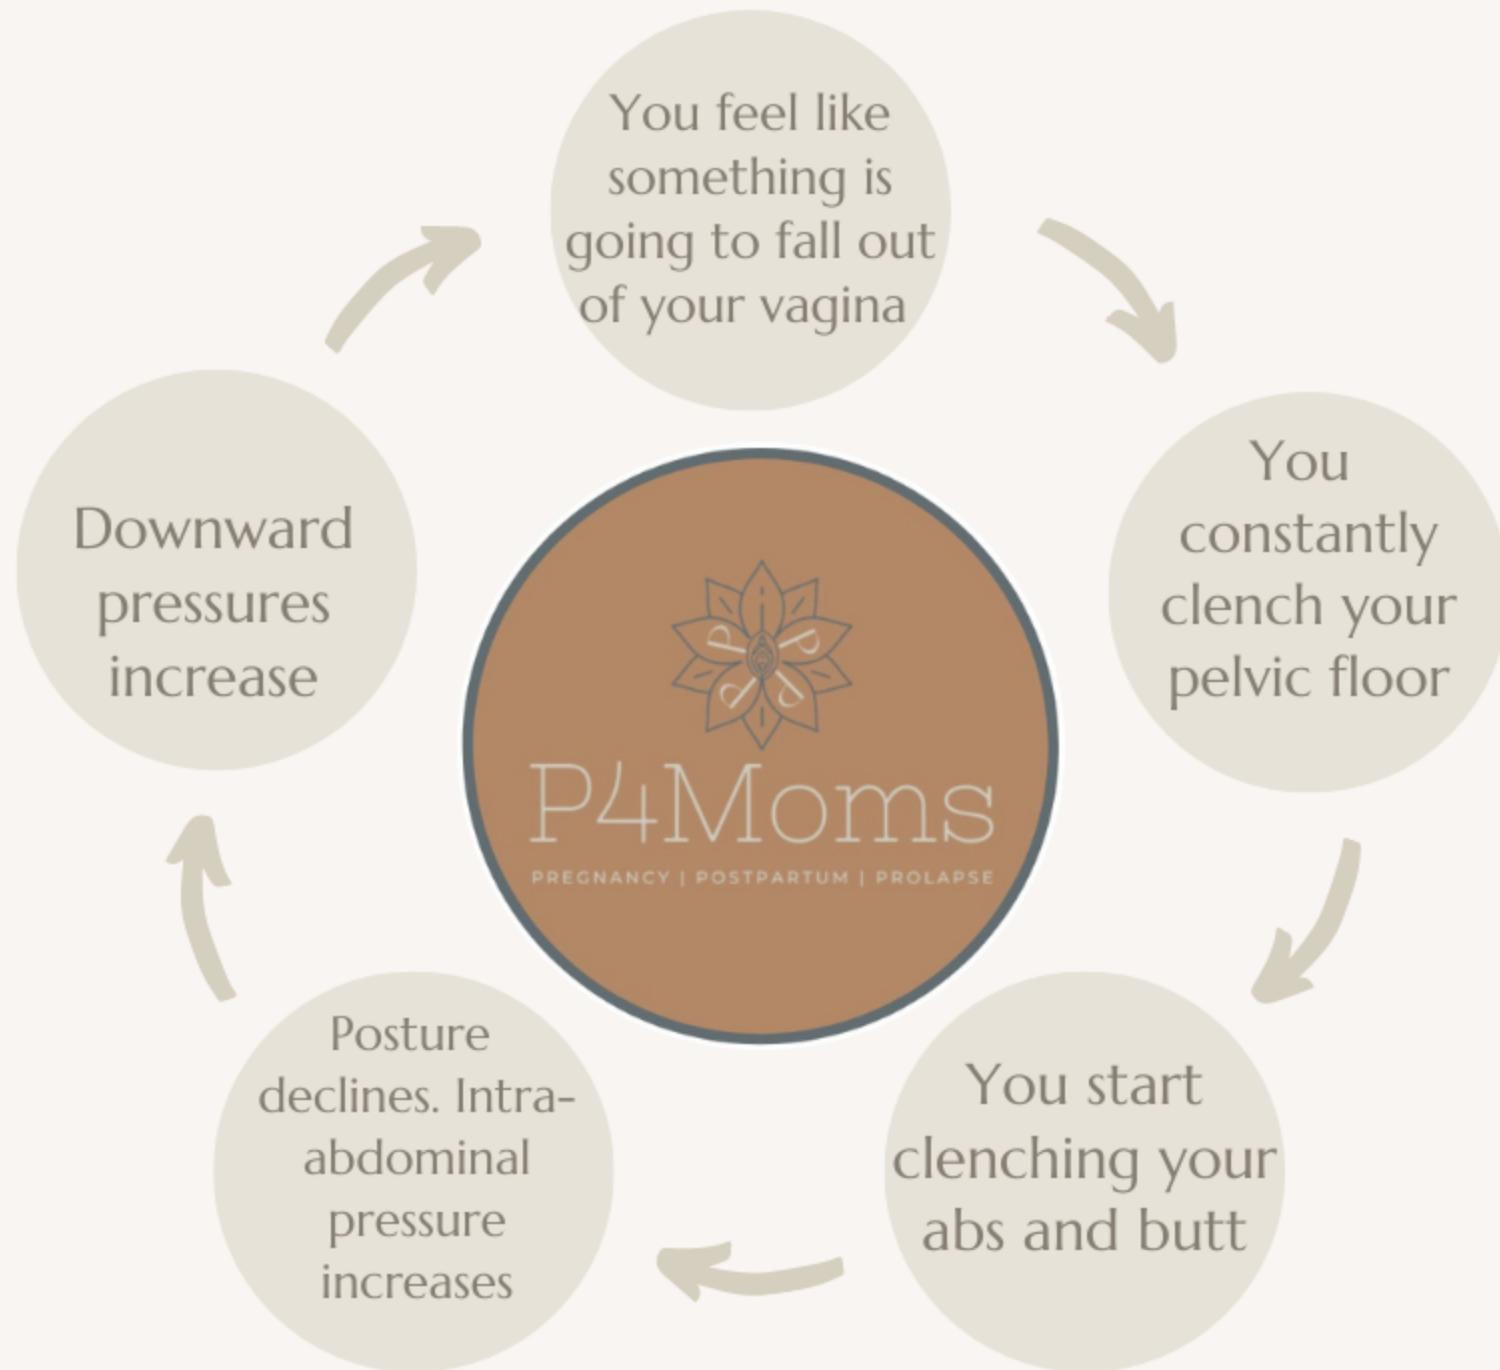 You feel like
something is
going to fall out
of your vagina
You
constantly
clench your
pelvic floor
You start
clenching your
abs and butt
Posture
declines. Intra-
abdominal
pressure
increases
Downward
pressures
increase
P P P P
P4Moms
PREGNANCY | POSTPARTUM | PROLAPSE